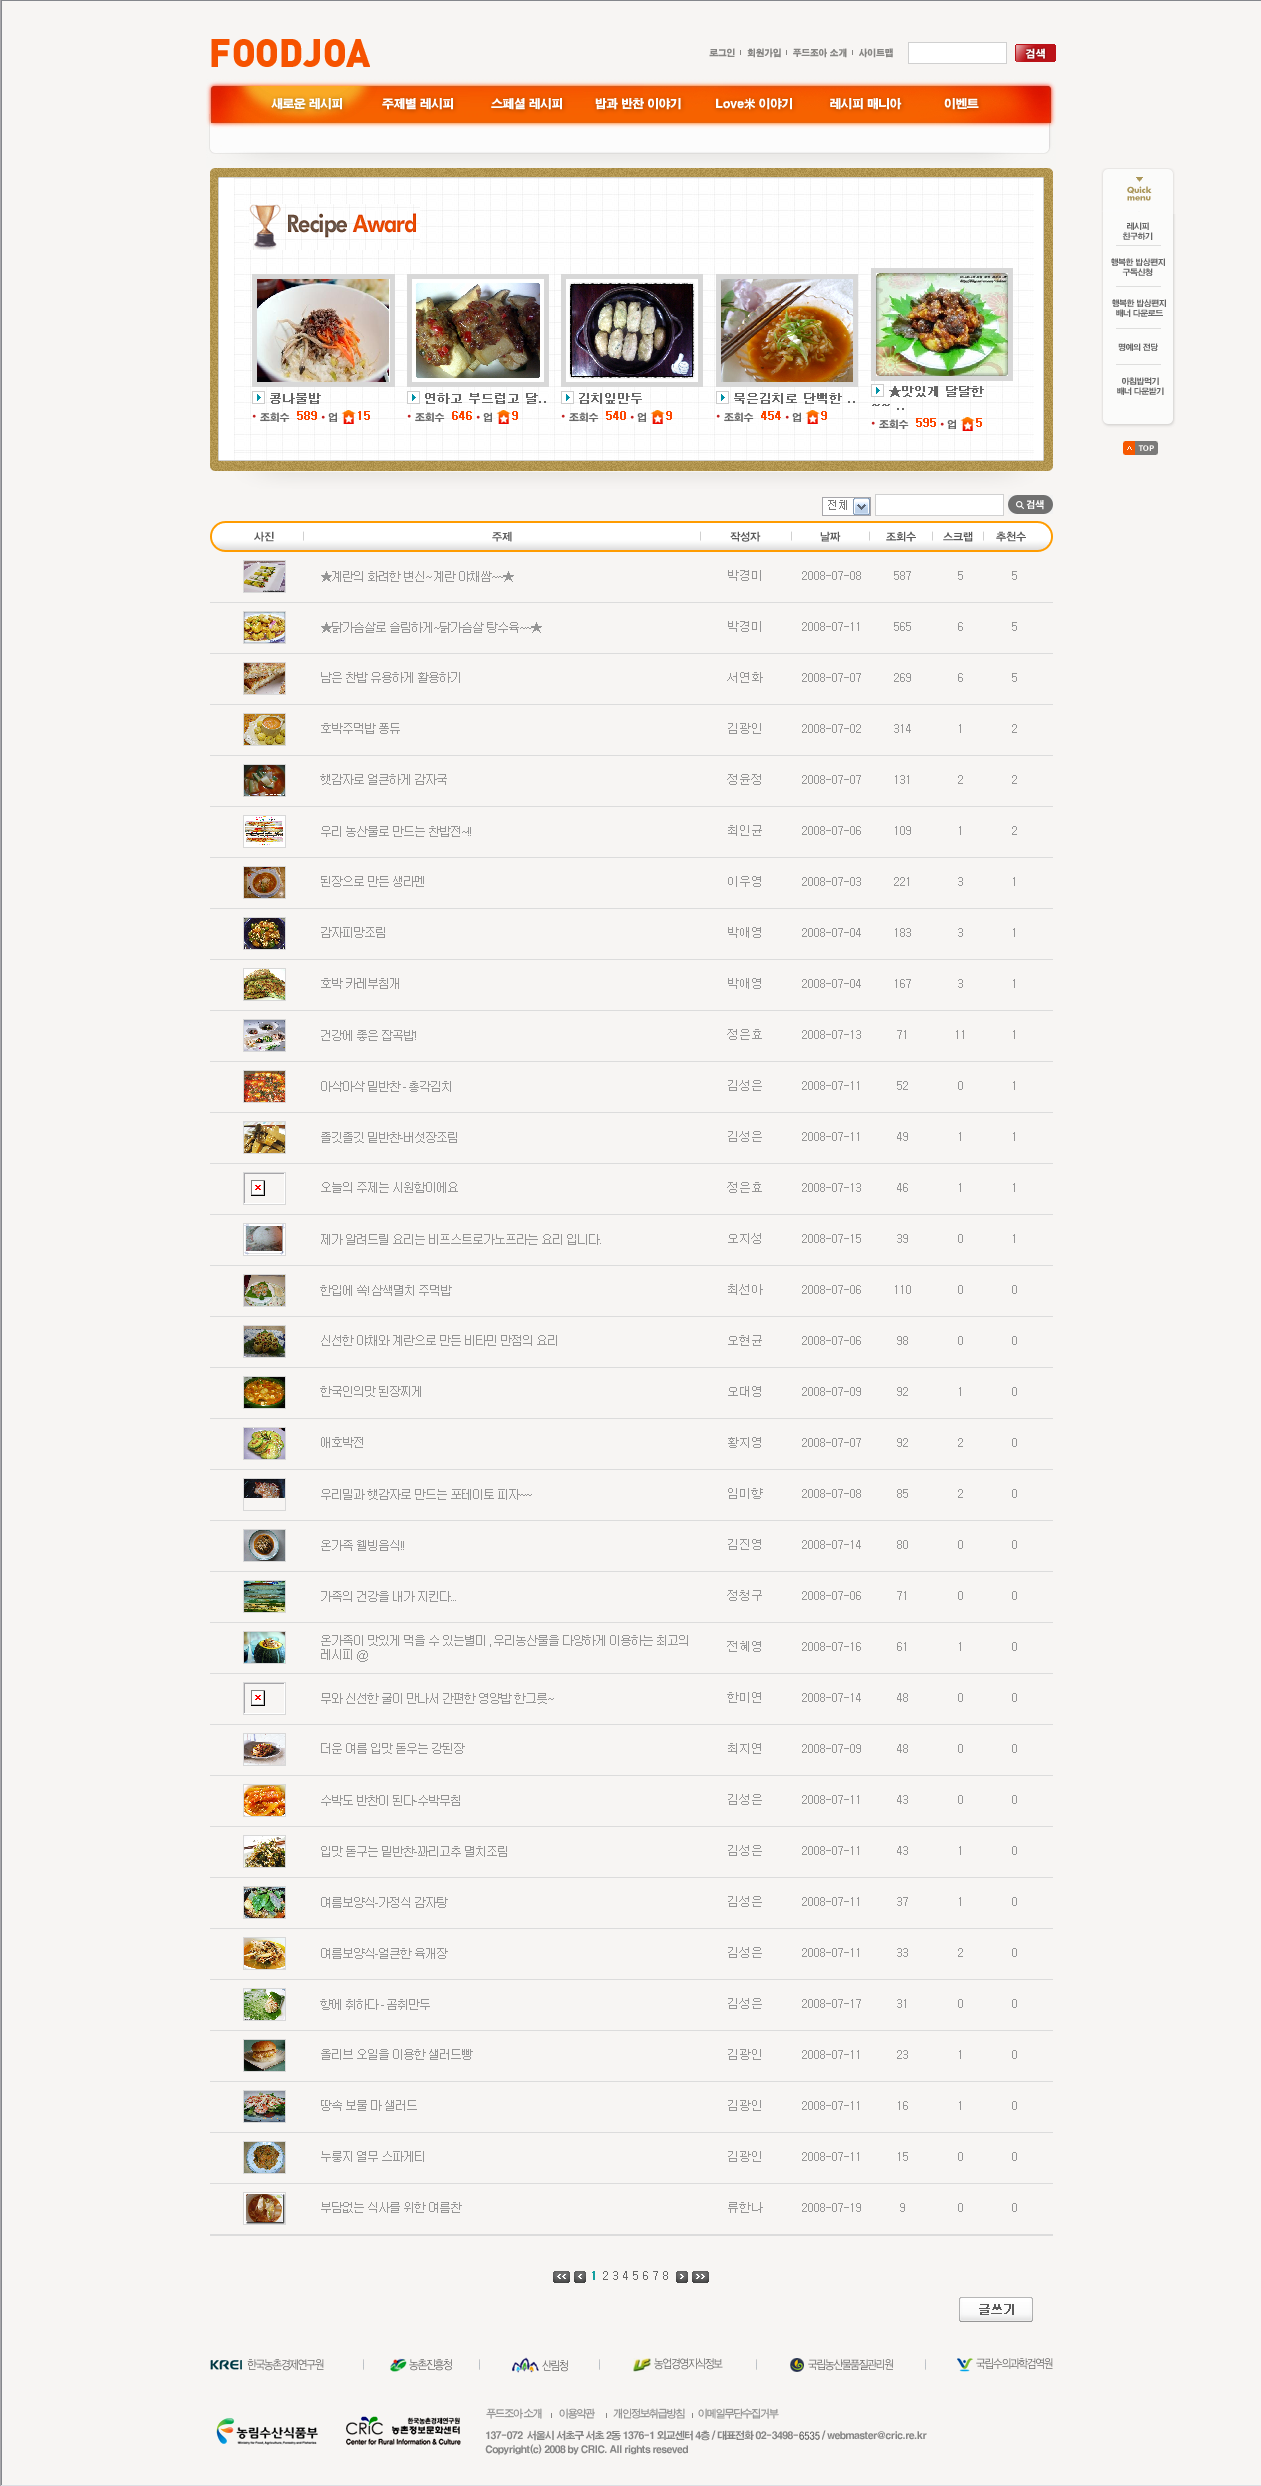 FOODJOA
로그인 회원가입 푸드조아 소개 사이트맵 검색
새로운 레시피 주제별 레시피 스페셜 레시피 밥과 반찬 이야기 Love米 이야기 레시피 매니아 이벤트
Quick menu
레시피
친구하기
행복한 밥상편지
구독신청
행복한 밥상편지
배너 다운로드
명예의 전당
아침밥먹기
배너 다운받기
TOP
Recipe Award
콩나물밥
• 조회수 589 • 업 15
연하고 부드럽고 달..
• 조회수 646 • 업 9
김치잎만두
• 조회수 540 • 업 9
묵은김치로 단백한 ..
• 조회수 454 • 업 9
★맛있게 달달한
• 조회수 595 • 업 5
전체 검색
사진 주제 작성자 날짜 조회수 스크랩 추천수
★계란의 화려한 변신~계란 야채쌈~~★ 박경미 2008-07-08 587 5 5
★닭가슴살로 슬림하게~닭가슴살 탕수육~~★ 박경미 2008-07-11 565 6 5
남은 찬밥 유용하게 활용하기 서연화 2008-07-07 269 6 5
호박주먹밥 퐁듀 김광인 2008-07-02 314 1 2
햇감자로 얼큰하게 감자국 정윤정 2008-07-07 131 2 2
우리 농산물로 만드는 찬밥전~!! 최인균 2008-07-06 109 1 2
된장으로 만든 생라멘 이우영 2008-07-03 221 3 1
감자피망조림 박애영 2008-07-04 183 3 1
호박 카레부침개 박애영 2008-07-04 167 3 1
건강에 좋은 잡곡밥! 정은효 2008-07-13 71 11 1
아삭아삭 밑반찬 - 총각김치 김성은 2008-07-11 52 0 1
쫄깃쫄깃 밑반찬-버섯장조림 김성은 2008-07-11 49 1 1
오늘의 주제는 시원함이에요 정은효 2008-07-13 46 1 1
제가 알려드릴 요리는 비프스트로가노프라는 요리 입니다. 오지성 2008-07-15 39 0 1
한입에 쏙! 삼색멸치 주먹밥 최선아 2008-07-06 110 0 0
신선한 야채와 계란으로 만든 비타민 만점의 요리 오현균 2008-07-06 98 0 0
한국인의맛 된장찌게 오대영 2008-07-09 92 1 0
애호박전 황지영 2008-07-07 92 2 0
우리밀과 햇감자로 만드는 포테이토 피자~~ 임미향 2008-07-08 85 2 0
온가족 웰빙음식!! 김진영 2008-07-14 80 0 0
가족의 건강을 내가 지킨다... 정청구 2008-07-06 71 0 0
온가족이 맛있게 먹을 수 있는별미 , 우리농산물을 다양하게 이용하는 최고의
레시피 @ 전혜영 2008-07-16 61 1 0
무와 신선한 굴이 만나서 간편한 영양밥 한그릇~ 한미연 2008-07-14 48 0 0
더운 여름 입맛 돋우는 강된장 최지연 2008-07-09 48 0 0
수박도 반찬이 된다-수박무침 김성은 2008-07-11 43 0 0
입맛 돋구는 밑반찬-꽈리고추 멸치조림 김성은 2008-07-11 43 1 0
여름보양식-가정식 감자탕 김성은 2008-07-11 37 1 0
여름보양식-얼큰한 육개장 김성은 2008-07-11 33 2 0
향에 취하다 - 곰취만두 김성은 2008-07-17 31 0 0
올리브 오일을 이용한 샐러드빵 김광인 2008-07-11 23 1 0
땅속 보물 마 샐러드 김광인 2008-07-11 16 1 0
누룽지 열무 스파게티 김광인 2008-07-11 15 0 0
부담없는 식사를 위한 여름찬 류한나 2008-07-19 9 0 0
1 2 3 4 5 6 7 8
글쓰기
KREI 한국농촌경제연구원 농촌진흥청 산림청 농업경영지식정보 국립농산물품질관리원 국립수의과학검역원
농림수산식품부
Ministry for Food, Agriculture, Forestry and Fisheries
CRIC 한국농촌경제연구원 농촌정보문화센터
Center for Rural Information & Culture
푸드조아 소개 이용약관 개인정보취급방침 이메일무단수집거부
137-072 서울시 서초구 서초 2동 1376-1 외교센터 4층 / 대표전화 02-3498-6535 / webmaster@cric.re.kr
Copyright(c) 2008 by CRIC. All rights reseved